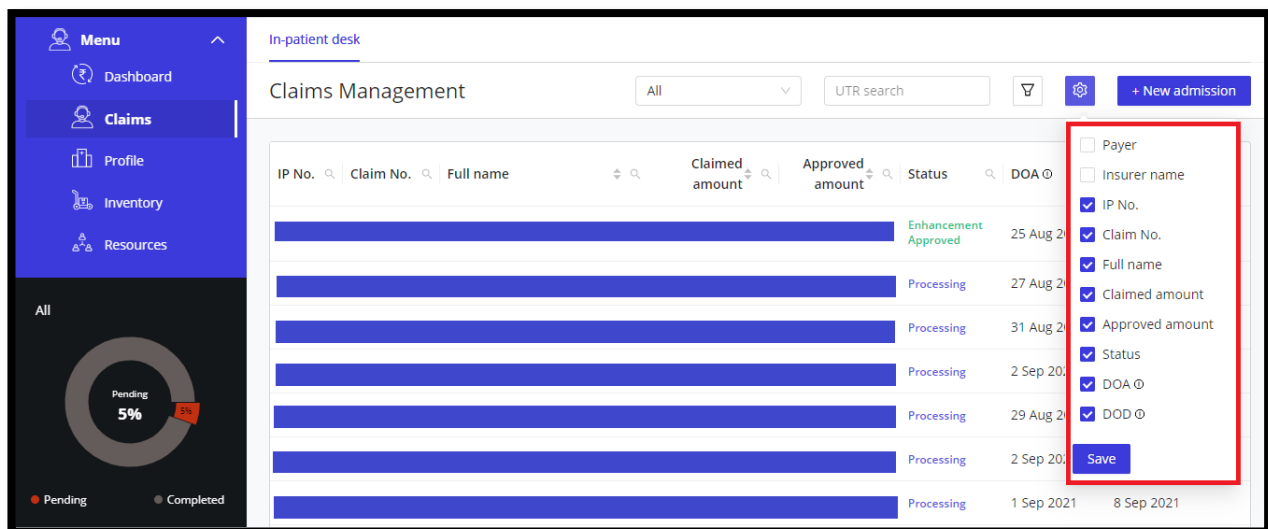 Menu
Dashboard
Claims
Profile
Inventory
Resources
All
Pending
5%
5%
Pending
Completed
In-patient desk
Claims Management
All
UTR search
+ New admission
IP No.
Claim No.
Full name
Claimed
amount
Approved
amount
Status
DOA
Enhancement
Approved
25 Aug
Processing
27 Aug
Processing
31 Aug
Processing
2 Sep
Processing
29 Aug
Processing
2 Sep
Processing
1 Sep 2021
8 Sep 2021
Payer
Insurer name
IP No.
Claim No.
Full name
Claimed amount
Approved amount
Status
DOA
DOD
Save